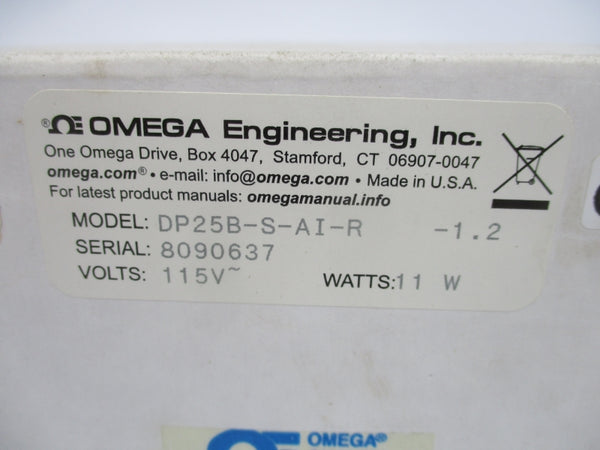 ®ΩE OMEGA Engineering, Inc.
One Omega Drive, Box 4047, Stamford, CT 06907-0047
omega.com® • e-mail: info@omega.com • Made in U.S.A.
For latest product manuals: omegamanual.info
MODEL: DP25B-S-AI-R -1.2
SERIAL: 8090637
VOLTS: 115V~ WATTS: 11 W
OMEGA®